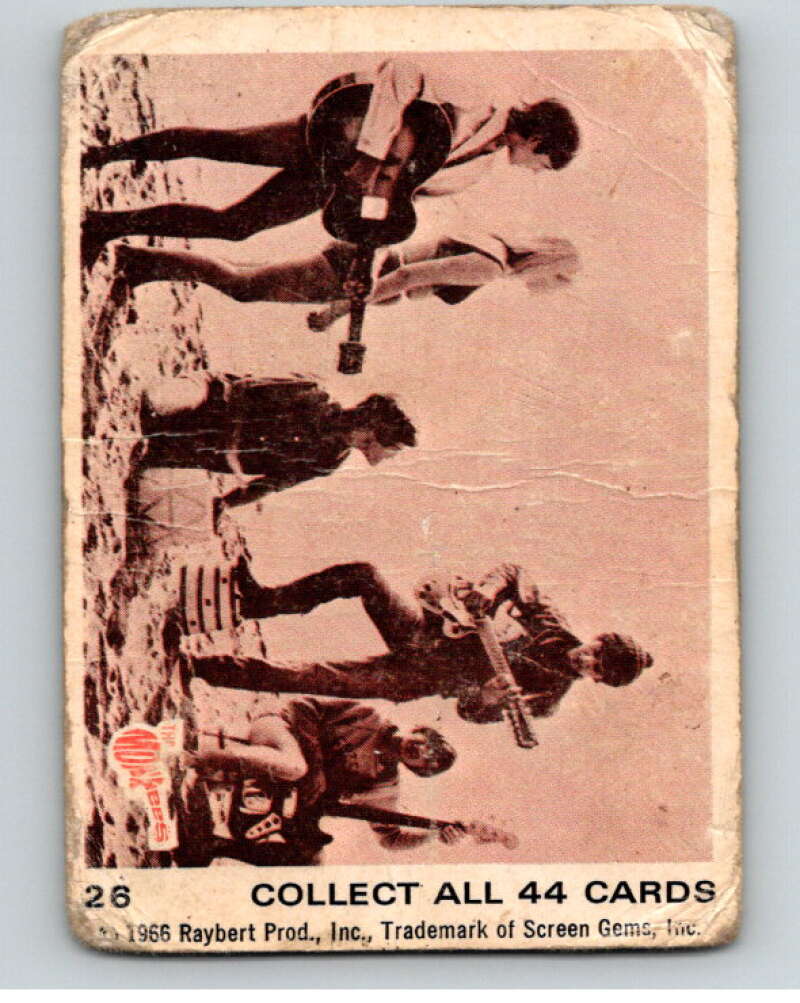 THE
MONKEES
26 COLLECT ALL 44 CARDS
© 1966 Raybert Prod., Inc., Trademark of Screen Gems, Inc.